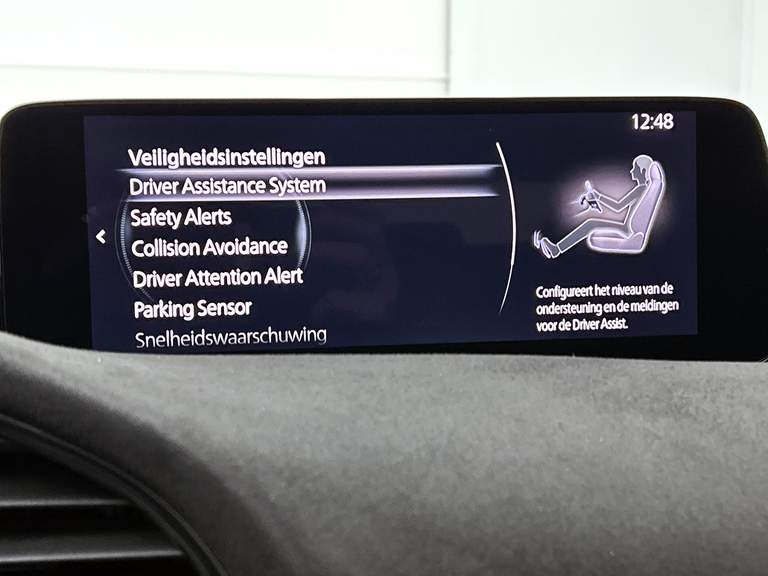 12:48
Veiligheidsinstellingen
Driver Assistance System
Safety Alerts
Collision Avoidance
Driver Attention Alert
Parking Sensor
Snelheidswaarschuwing
Configureert het niveau van de
ondersteuning en de meldingen
voor de Driver Assist.